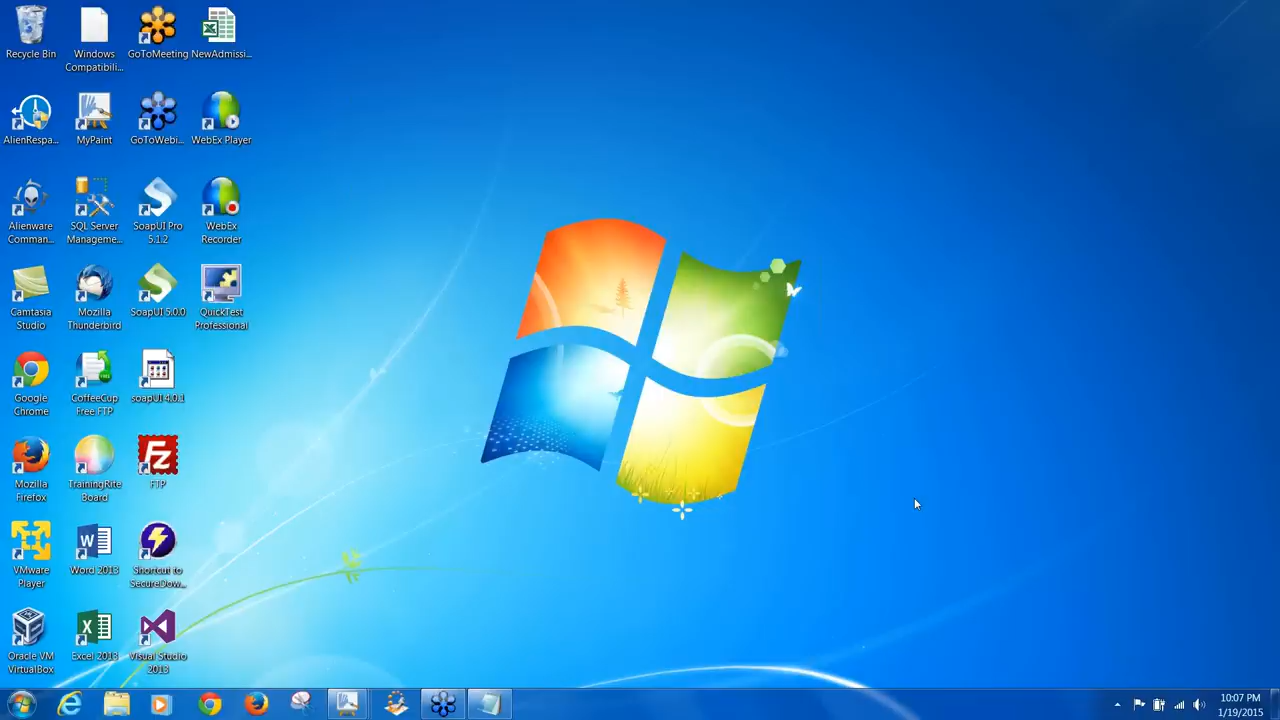 Recycle Bin
Windows
Compatibili...
GoToMeeting
NewAdmissi...
AlienRespa...
MyPaint
GoToWebi...
WebEx Player
Alienware
Comman...
SQL Server
Manageme...
SoapUI Pro
5.1.2
WebEx
Recorder
Camtasia
Studio
Mozilla
Thunderbird
SoapUI 5.0.0
QuickTest
Professional
Google
Chrome
CoffeeCup
Free FTP
soapUI 4.0.1
Mozilla
Firefox
TrainingRite
Board
FTP
VMware
Player
Word 2013
Shortcut to
SecureDow...
Oracle VM
VirtualBox
Excel 2013
Visual Studio
2013
10:07 PM
1/19/2015